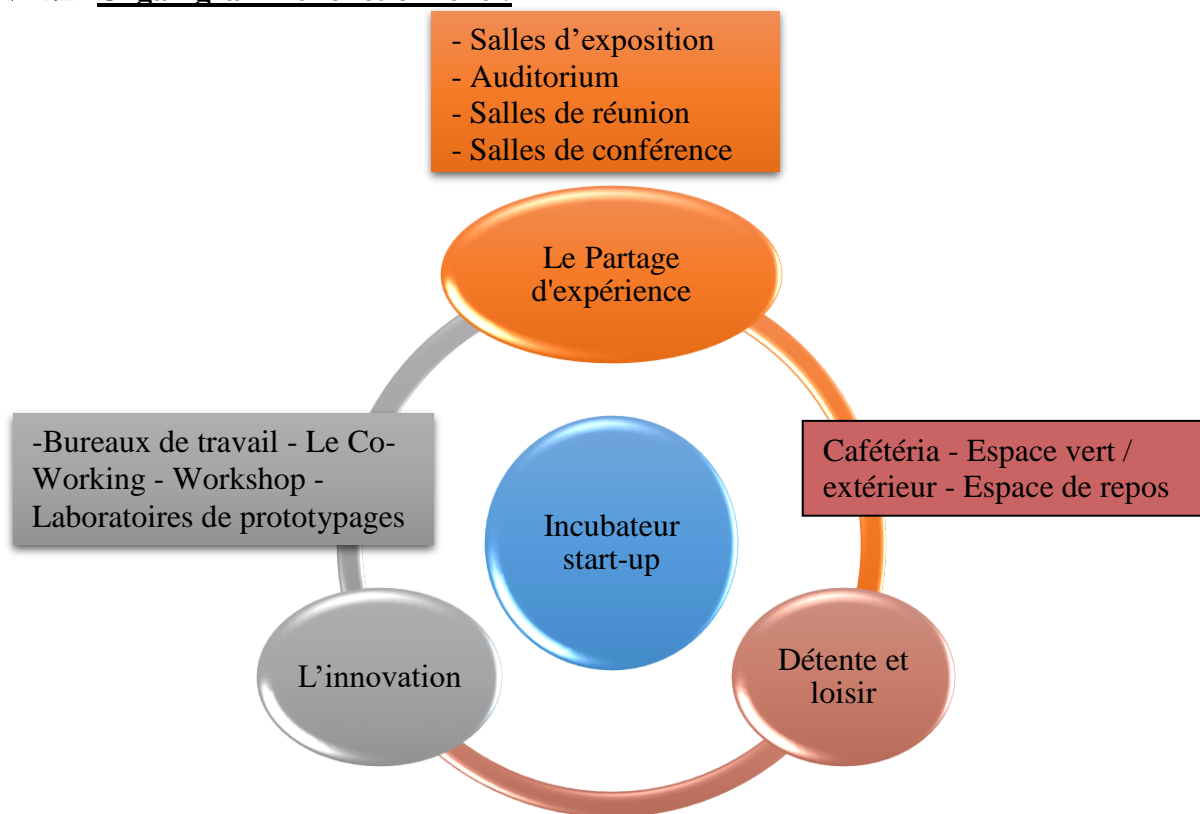 - Salles d’exposition
- Auditorium
- Salles de réunion
- Salles de conférence
Le Partage
d'expérience
-Bureaux de travail - Le Co-
Working - Workshop -
Laboratoires de prototypages
Cafétéria - Espace vert /
extérieur - Espace de repos
Incubateur
start-up
L’innovation
Détente et
loisir